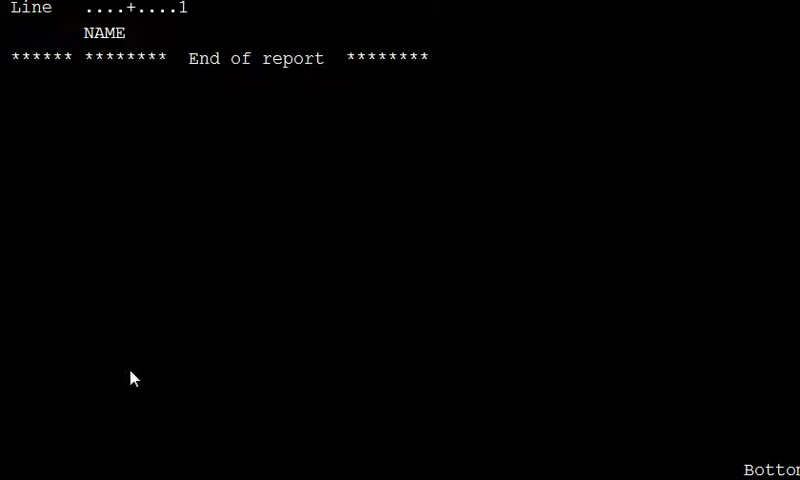 Line   ....+....1
NAME
****** ********  End of report  ********
Botto